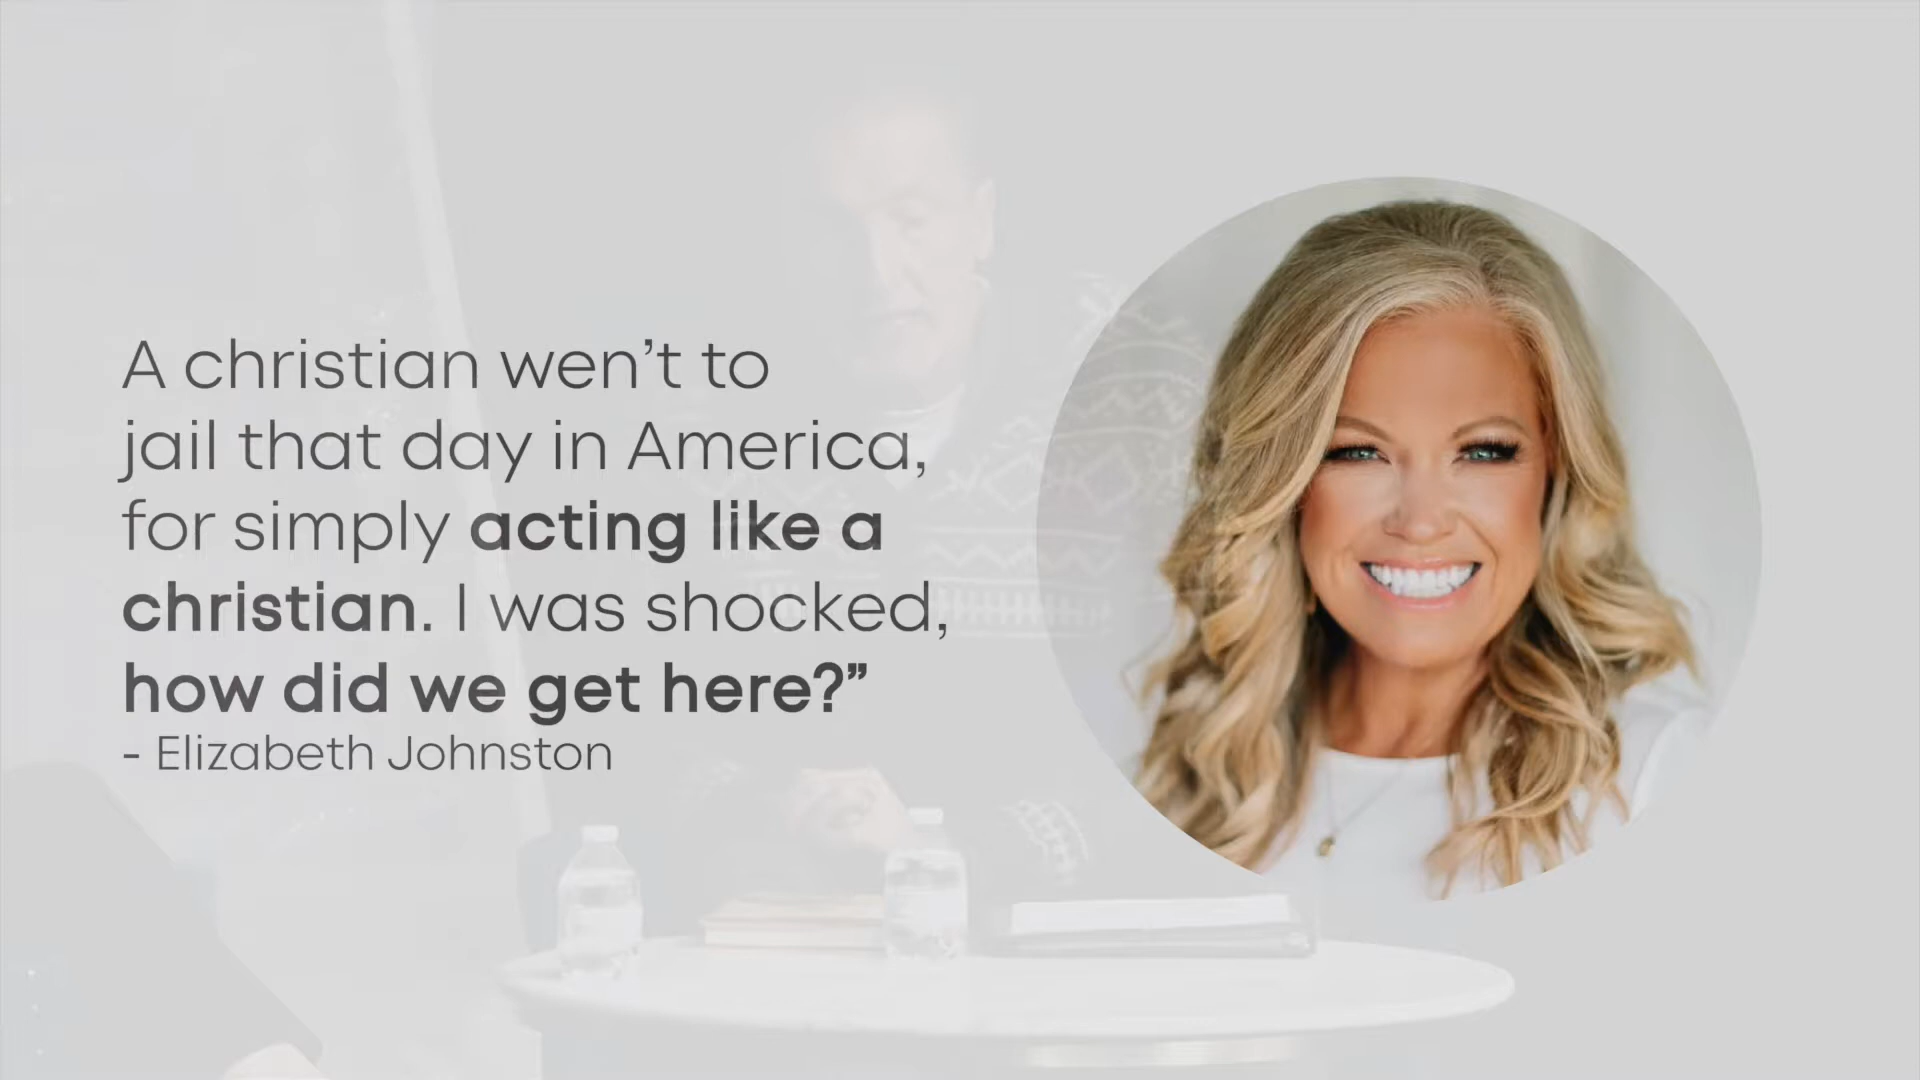 A christian wen’t to
jail that day in America,
for simply acting like a
christian. I was shocked,
how did we get here?”
- Elizabeth Johnston